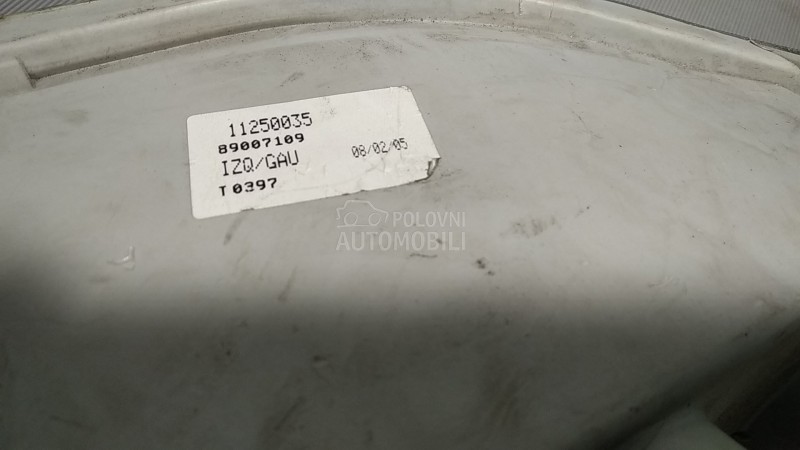 11250035
89007109
IZQ/GAU 08/02/05
T0397
POLOVNI
AUTOMOBILI